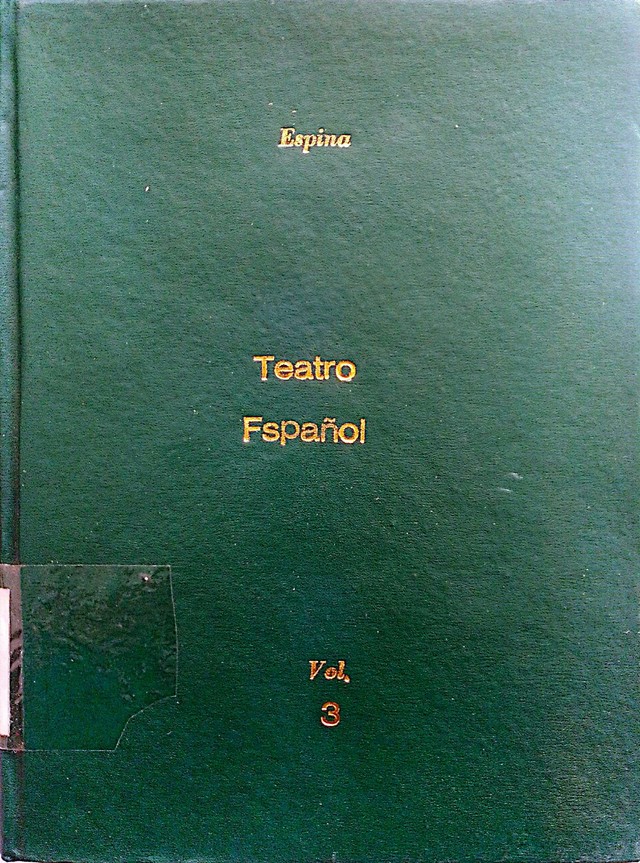 Espina
Teatro
Fspañol
Vol.
3